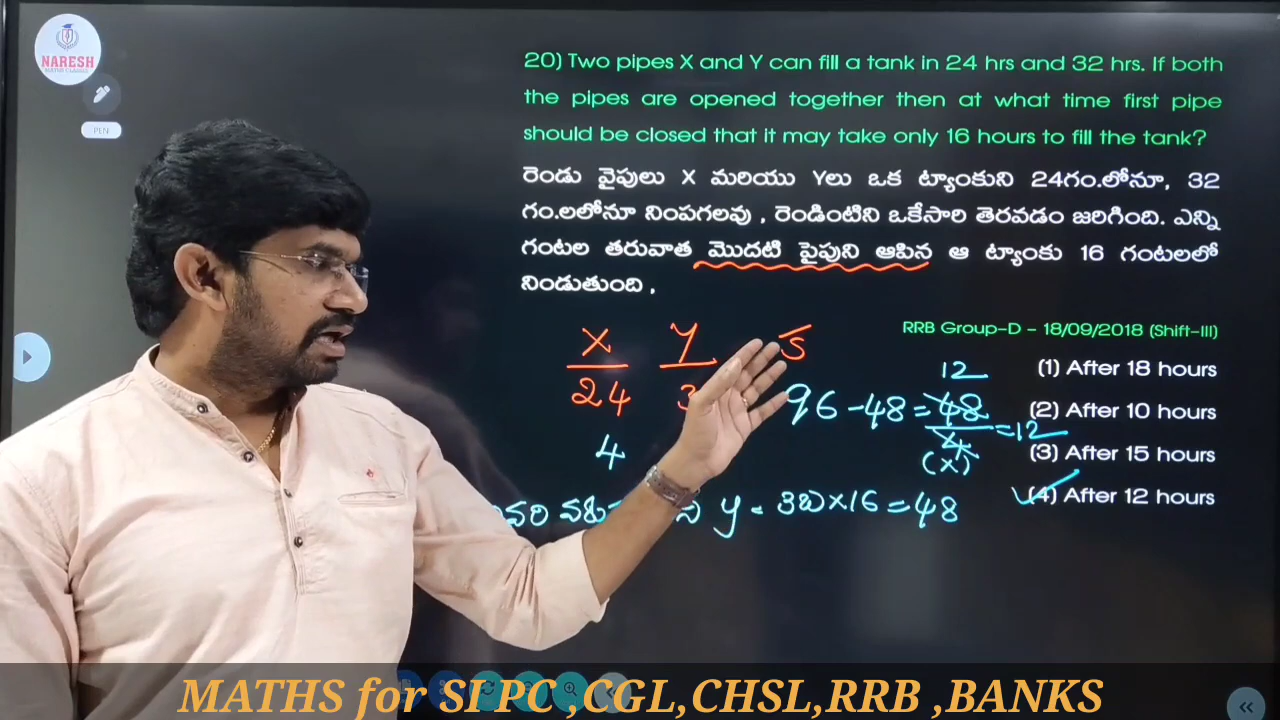 NARESH
MATHS CLASSES
PEN
20) Two pipes X and Y can fill a tank in 24 hrs and 32 hrs. If both
the pipes are opened together then at what time first pipe
should be closed that it may take only 16 hours to fill the tank?
రెండు వైపులు X మరియు Yలు ఒక ట్యాంకుని 24గం.లోనూ, 32
గం.లలోనూ నింపగలవు , రెండింటిని ఒకేసారి తెరవడం జరిగింది. ఎన్ని
గంటల తరువాత మొదటి పైపుని ఆపిన ఆ ట్యాంకు 16 గంటలలో
నిండుతుంది ,
RRB Group-D - 18/09/2018 (Shift-III)
X Y
24 3
4
96 - 48 = 48 = 12
12
4
(X)
(1) After 18 hours
(2) After 10 hours
(3) After 15 hours
(4) After 12 hours
y = 3 x 16 = 48
MATHS for SI PC ,CGL,CHSL,RRB ,BANKS